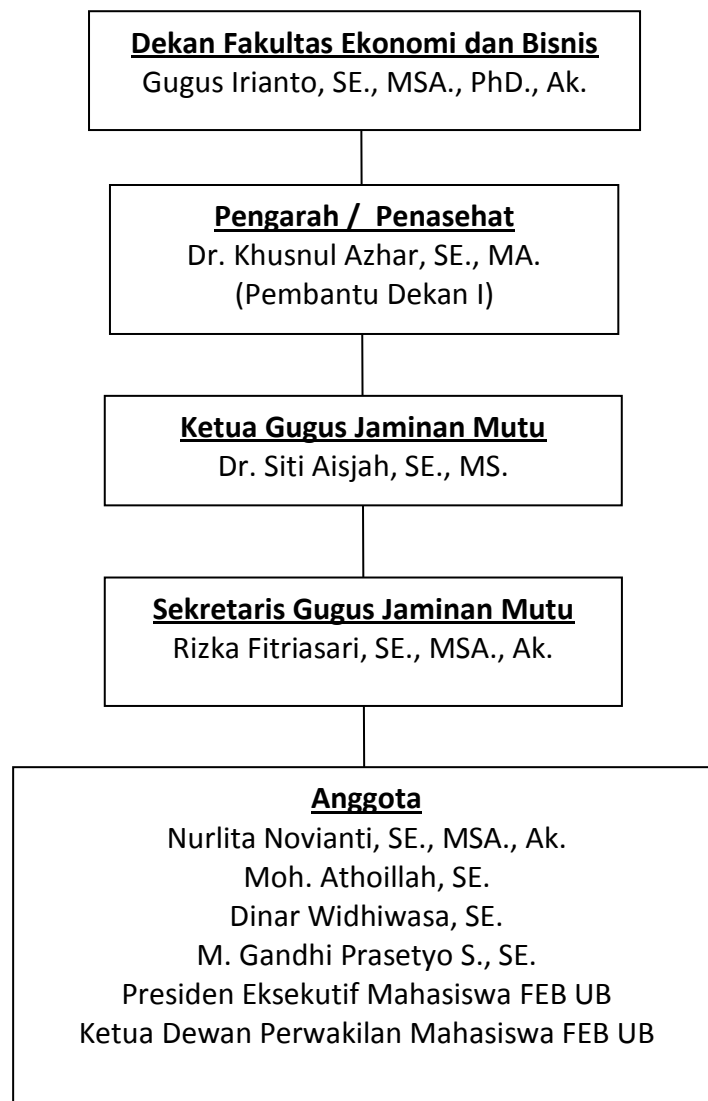 Dekan Fakultas Ekonomi dan Bisnis
Gugus Irianto, SE., MSA., PhD., Ak.
Pengarah / Penasehat
Dr. Khusnul Azhar, SE., MA.
(Pembantu Dekan I)
Ketua Gugus Jaminan Mutu
Dr. Siti Aisjah, SE., MS.
Sekretaris Gugus Jaminan Mutu
Rizka Fitriasari, SE., MSA., Ak.
Anggota
Nurlita Novianti, SE., MSA., Ak.
Moh. Athoillah, SE.
Dinar Widhiwasa, SE.
M. Gandhi Prasetyo S., SE.
Presiden Eksekutif Mahasiswa FEB UB
Ketua Dewan Perwakilan Mahasiswa FEB UB